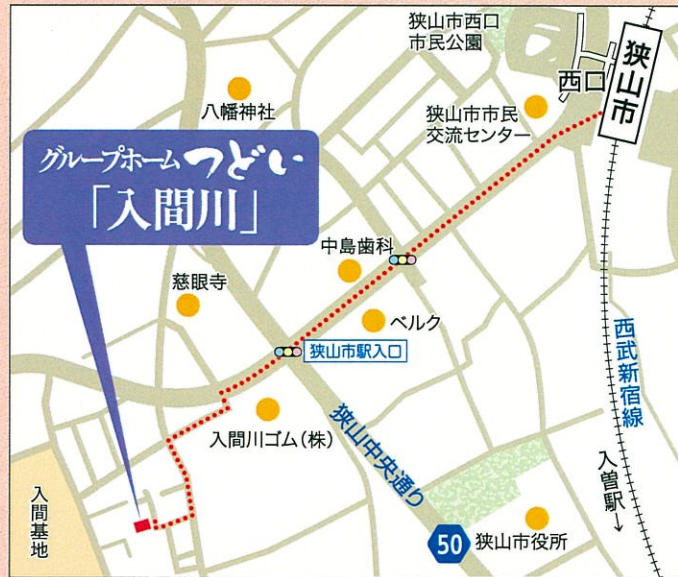 狭山市西口
市民公園
狭山市
西口
八幡神社
狭山市市民
交流センター
グループホームつどい
「入間川」
中島歯科
慈眼寺
ベルク
狭山市駅入口
西武新宿線
入間川ゴム(株)
狭山中央通り
入曽駅→
入間基地
50
狭山市役所